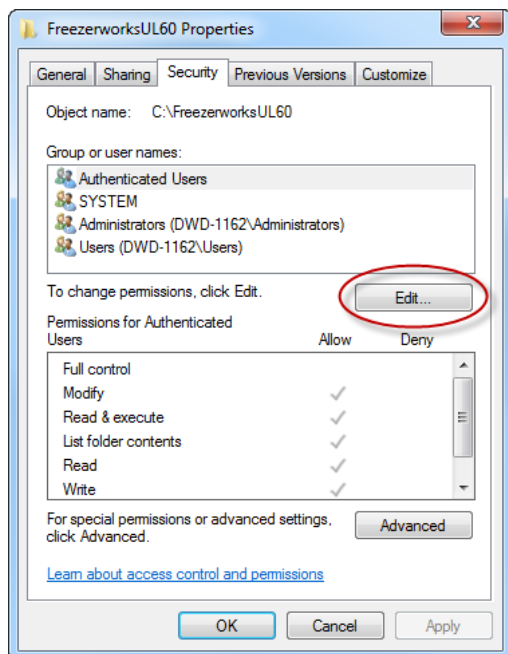 FreezerworksUL60 Properties
General Sharing Security Previous Versions Customize
Object name: C:\FreezerworksUL60
Group or user names:
Authenticated Users
SYSTEM
Administrators (DWD-1162\Administrators)
Users (DWD-1162\Users)
To change permissions, click Edit.
Edit...
Permissions for Authenticated
Users Allow Deny
Full control
Modify
Read & execute
List folder contents
Read
Write
For special permissions or advanced settings,
click Advanced.
Advanced
Learn about access control and permissions
OK Cancel Apply